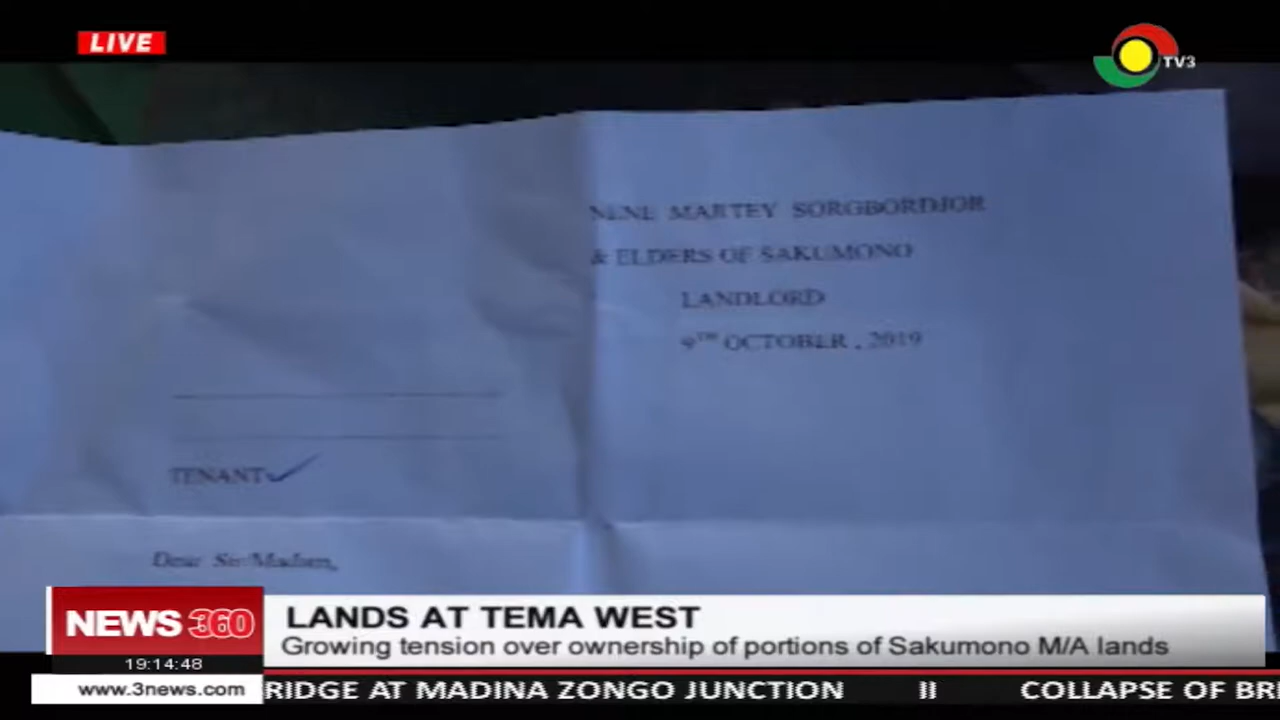 LIVE
TV3
NENE MARTEY SORGBORDJOR
& ELDERS OF SAKUMONO
LANDLORD
9TH OCTOBER, 2019
TENANT
Dear Sir/Madam,
NEWS 360
LANDS AT TEMA WEST
Growing tension over ownership of portions of Sakumono M/A lands
19:14:48
www.3news.com
RIDGE AT MADINA ZONGO JUNCTION II COLLAPSE OF BRI